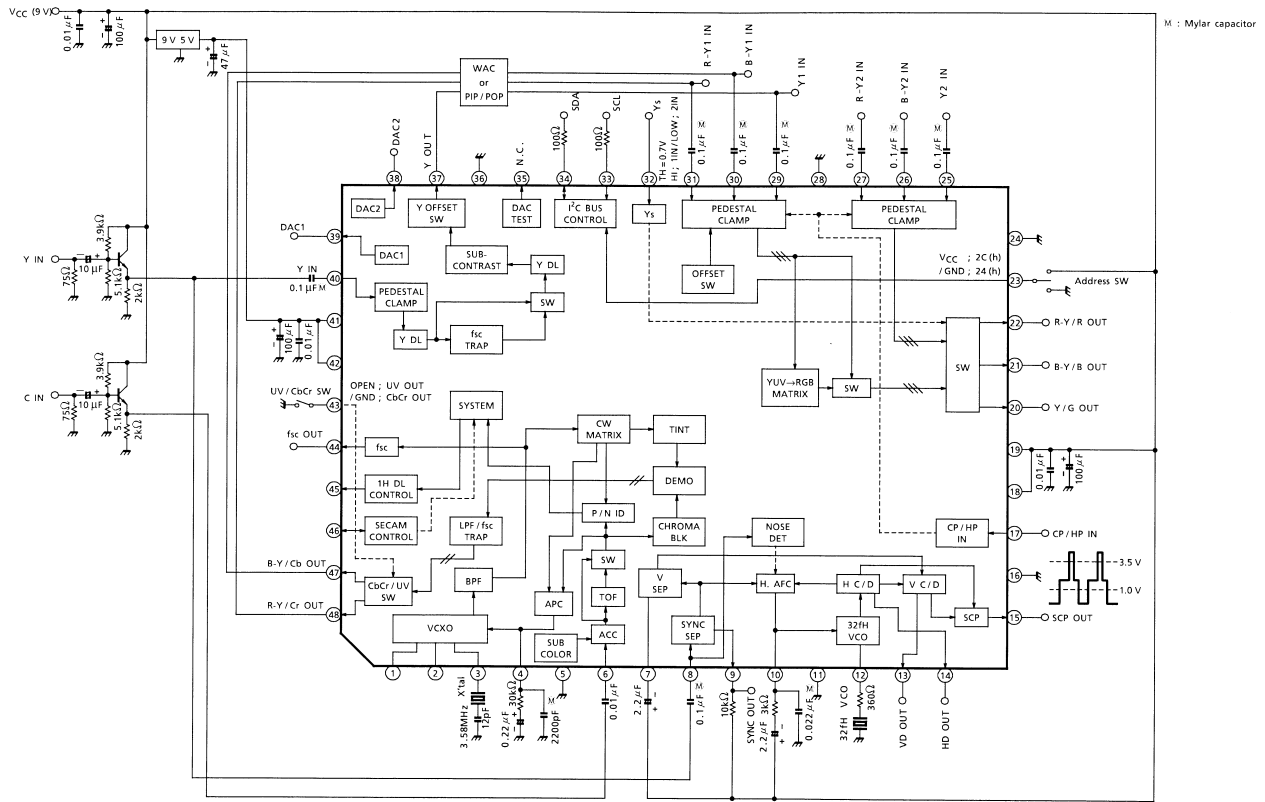 VCC (9 V)
0.01 μF
100 μF
9 V 5 V
47 μF
M : Mylar capacitor
WAC
or
PIP / POP
R-Y1 IN
B-Y1 IN
Y1 IN
R-Y2 IN
B-Y2 IN
Y2 IN
DAC2
Y OUT
N.C.
SDA
SCL
Ys
100Ω
100Ω
TH=0.7V
HI ; 1IN/LOW ; 2IN
0.1 μF M
0.1 μF M
0.1 μF M
0.1 μF M
0.1 μF M
0.1 μF M
38
37
36
35
34
33
32
31
30
29
28
27
26
25
DAC2
Y OFFSET
SW
DAC
TEST
I²C BUS
CONTROL
Ys
PEDESTAL
CLAMP
PEDESTAL
CLAMP
DAC1
39
DAC1
SUB-
CONTRAST
Y DL
OFFSET
SW
24
VCC ; 2C (h)
/GND ; 24 (h)
23
Address SW
3.9kΩ
Y IN
10 μF
75Ω
5.1kΩ
2kΩ
Y IN
0.1 μF M
40
PEDESTAL
CLAMP
SW
Y DL
fsc
TRAP
41
100 μF
0.01 μF
42
22
R-Y / R OUT
SW
21
B-Y / B OUT
YUV→RGB
MATRIX
SW
20
Y / G OUT
3.9kΩ
C IN
10 μF
75Ω
5.1kΩ
2kΩ
UV / CbCr SW
OPEN ; UV OUT
/GND ; CbCr OUT
43
SYSTEM
fsc OUT
44
fsc
CW
MATRIX
TINT
19
0.01 μF
100 μF
18
45
1H DL
CONTROL
DEMO
46
SECAM
CONTROL
LPF / fsc
TRAP
P / N ID
CHROMA
BLK
NOSE
DET
CP / HP
IN
17
CP / HP IN
3.5 V
1.0 V
B-Y / Cb OUT
47
CbCr / UV
SW
BPF
SW
V
SEP
H. AFC
H C / D
V C / D
16
R-Y / Cr OUT
48
APC
TOF
SCP
15
SCP OUT
VCXO
SUB
COLOR
ACC
SYNC
SEP
32fH
VCO
1
2
3
4
5
6
7
8
9
10
11
12
13
14
3.58MHz X'tal
12pF
0.22 μF
30kΩ
M
2200pF
0.01 μF
2.2 μF
0.1 μF M
10kΩ
SYNC OUT
3kΩ
2.2 μF
0.022 μF M
32fH VCO
360Ω
VD OUT
HD OUT